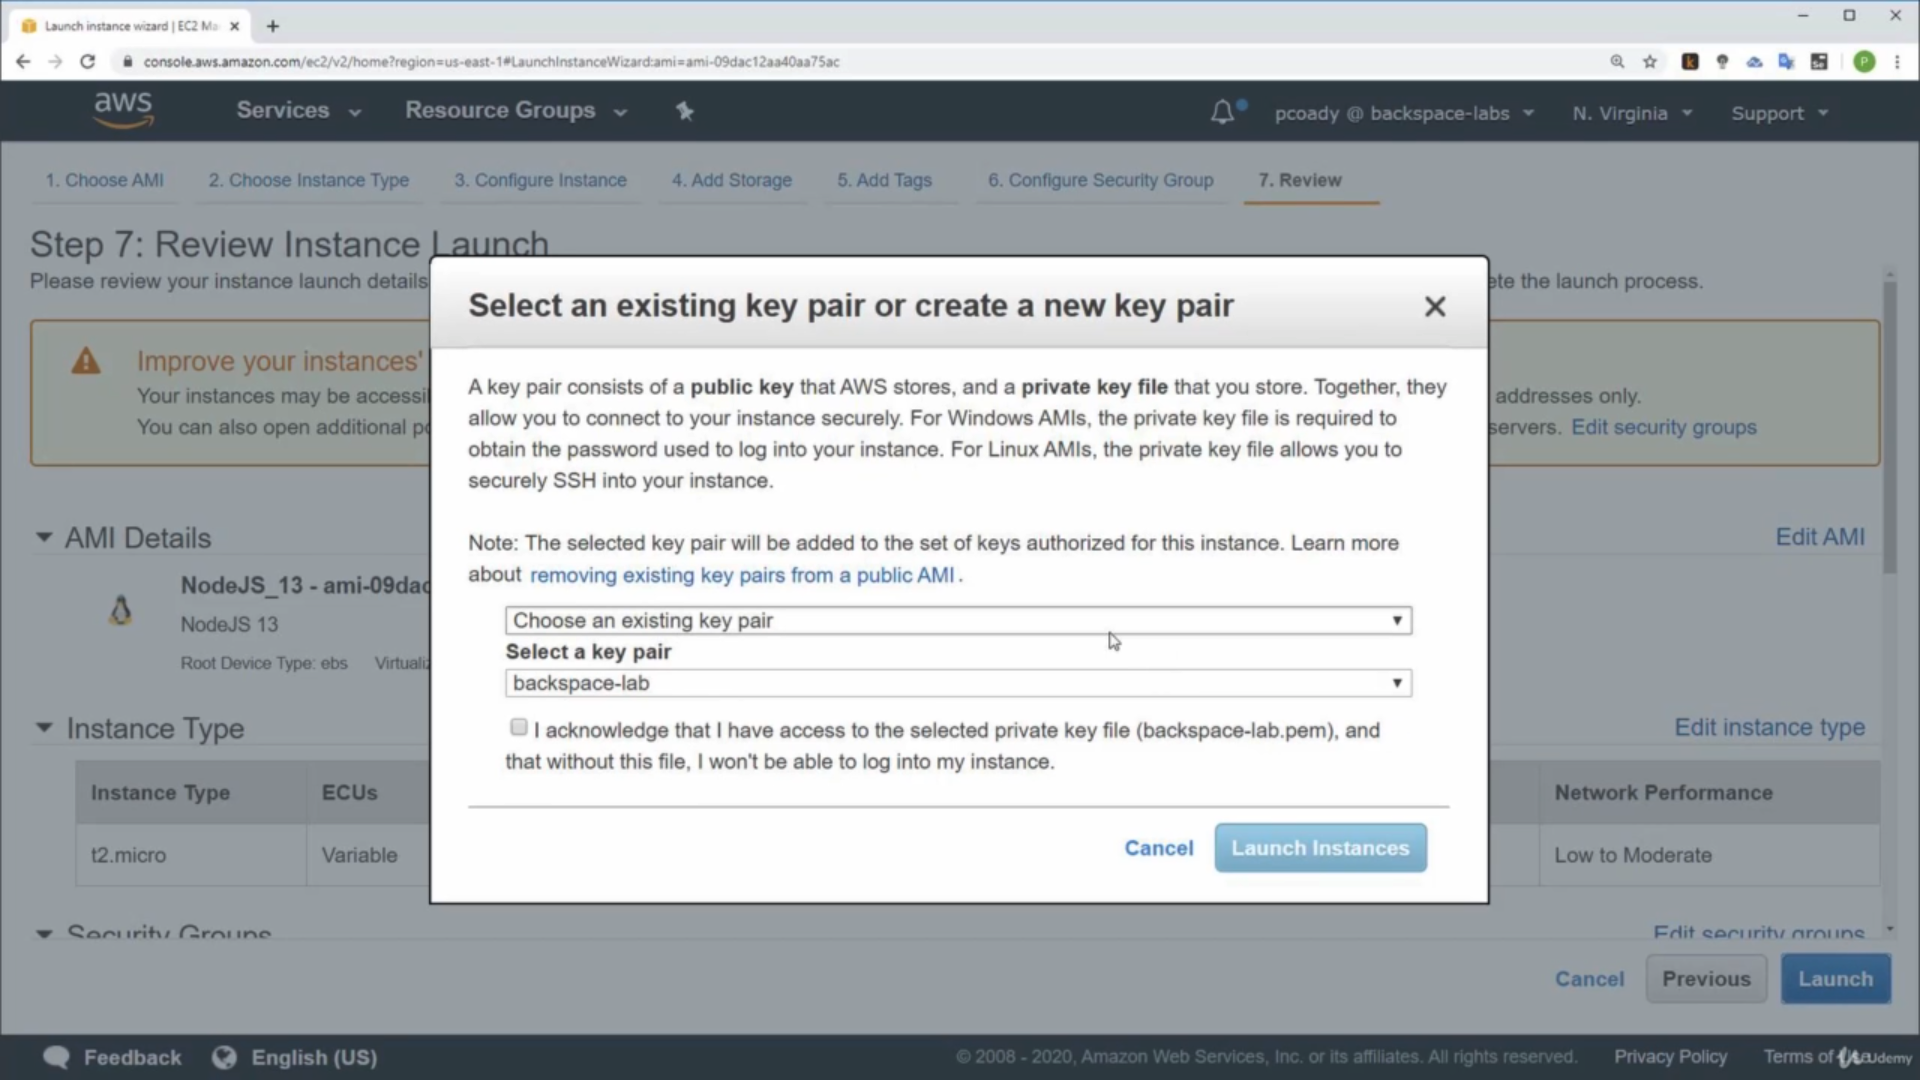 Launch instance wizard | EC2 Ma
console.aws.amazon.com/ec2/v2/home?region=us-east-1#LaunchInstanceWizard:ami=ami-09dac12aa40aa75ac
P
aws Services Resource Groups pcoady @ backspace-labs N. Virginia Support
1. Choose AMI 2. Choose Instance Type 3. Configure Instance 4. Add Storage 5. Add Tags 6. Configure Security Group 7. Review
Step 7: Review Instance Launch
Please review your instance launch details ete the launch process.
Select an existing key pair or create a new key pair
Improve your instances'
Your instances may be accessi addresses only.
You can also open additional po servers. Edit security groups
A key pair consists of a public key that AWS stores, and a private key file that you store. Together, they
allow you to connect to your instance securely. For Windows AMIs, the private key file is required to
obtain the password used to log into your instance. For Linux AMIs, the private key file allows you to
securely SSH into your instance.
Note: The selected key pair will be added to the set of keys authorized for this instance. Learn more
about removing existing key pairs from a public AMI.
Choose an existing key pair
Select a key pair
backspace-lab
I acknowledge that I have access to the selected private key file (backspace-lab.pem), and
that without this file, I won't be able to log into my instance.
Cancel Launch Instances
AMI Details Edit AMI
NodeJS_13 - ami-09dac
NodeJS 13
Root Device Type: ebs Virtualiz
Instance Type Edit instance type
Instance Type ECUs Network Performance
t2.micro Variable Low to Moderate
Security Groups Edit security groups
Cancel Previous Launch
Feedback English (US) © 2008 - 2020, Amazon Web Services, Inc. or its affiliates. All rights reserved. Privacy Policy Terms of Use
Udemy